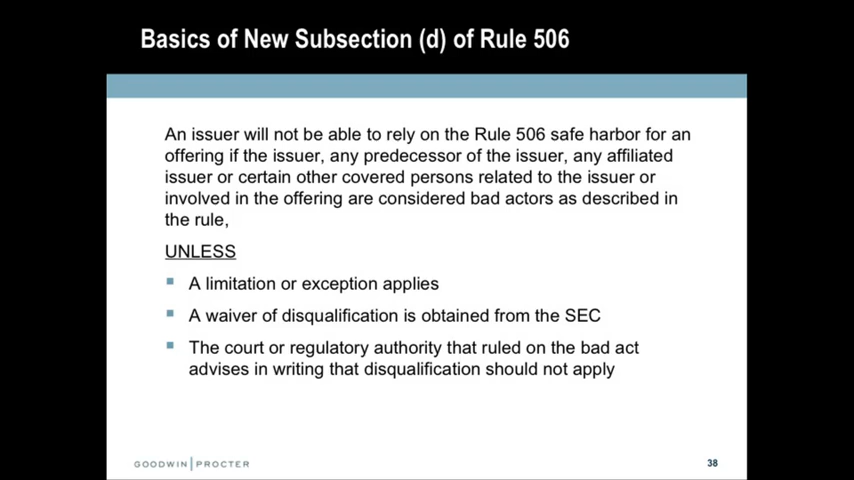 Basics of New Subsection (d) of Rule 506
An issuer will not be able to rely on the Rule 506 safe harbor for an
offering if the issuer, any predecessor of the issuer, any affiliated
issuer or certain other covered persons related to the issuer or
involved in the offering are considered bad actors as described in
the rule,
UNLESS
A limitation or exception applies
A waiver of disqualification is obtained from the SEC
The court or regulatory authority that ruled on the bad act
advises in writing that disqualification should not apply
GOODWIN PROCTER
38